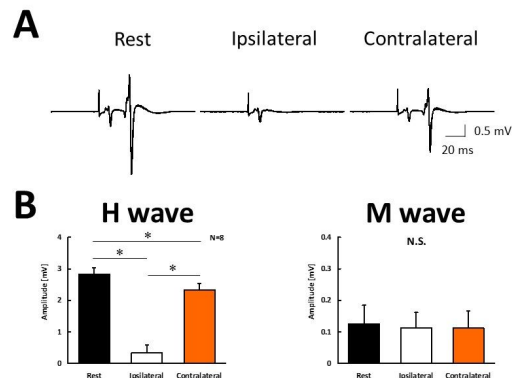 A
Rest Ipsilateral Contralateral
0.5 mV
20 ms
B
H wave
N=8
*
*
*
Amplitude [mV]
4
3
2
1
0
Rest Ipsilateral Contralateral
M wave
N.S.
Amplitude [mV]
0.4
0.3
0.2
0.1
0
Rest Ipsilateral Contralateral